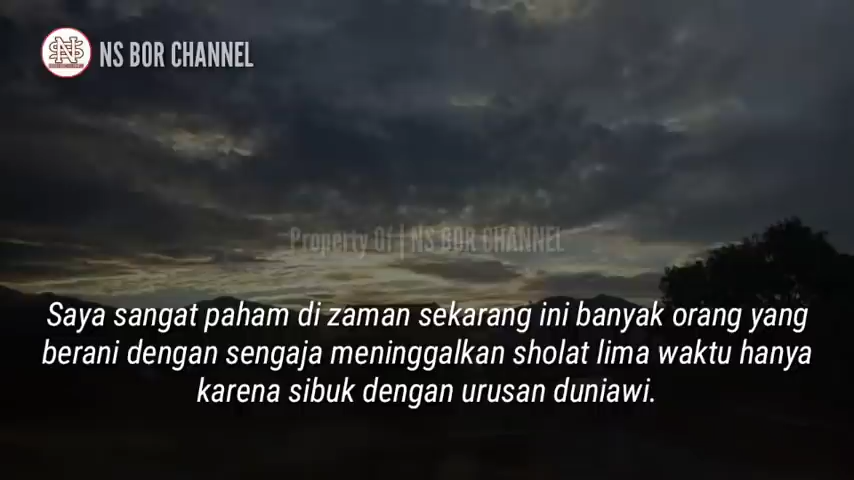 NS BOR CHANNEL
Property Of | NS BOR CHANNEL
Saya sangat paham di zaman sekarang ini banyak orang yang
berani dengan sengaja meninggalkan sholat lima waktu hanya
karena sibuk dengan urusan duniawi.